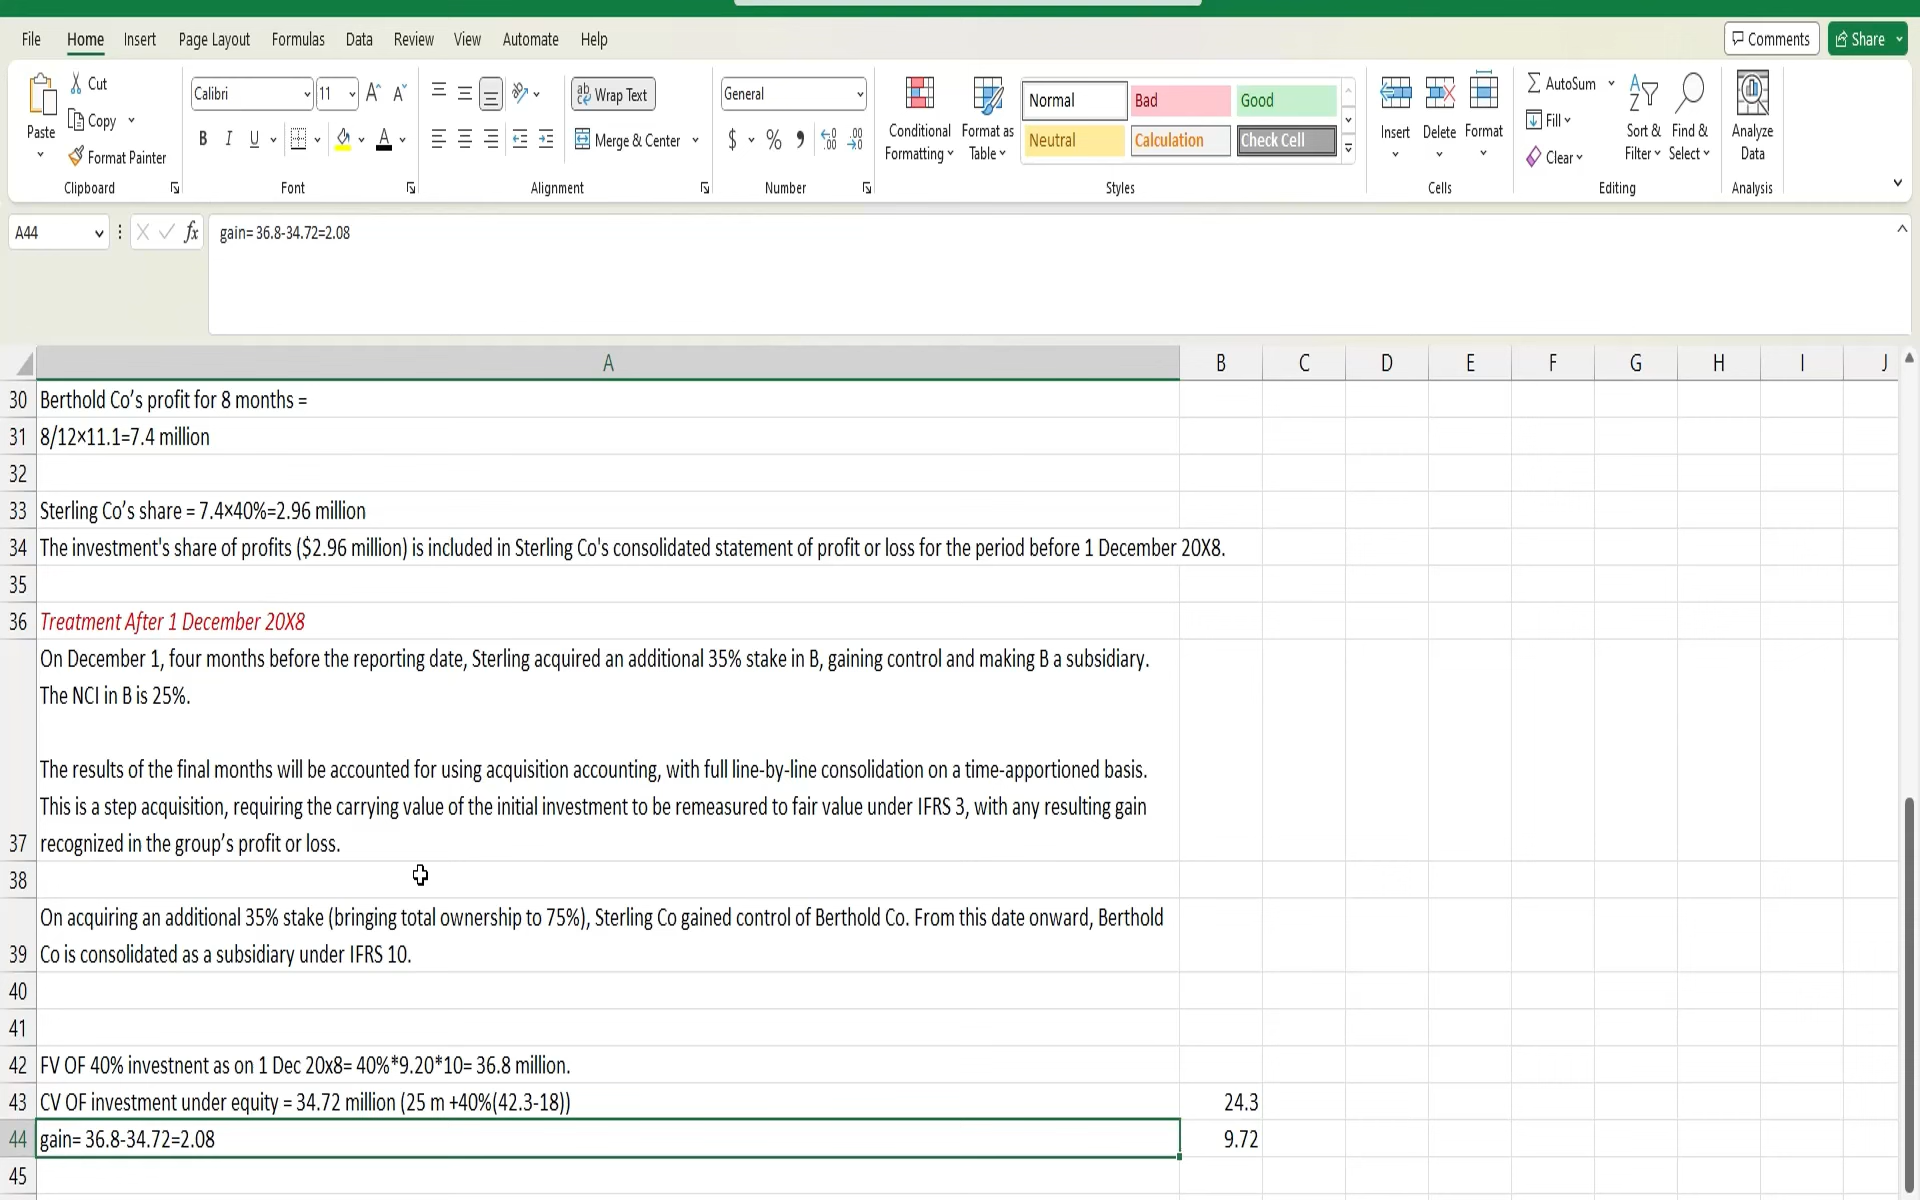 File Home Insert Page Layout Formulas Data Review View Automate Help Comments Share
Cut Calibri 11 A^ Aˇ Wrap Text General Normal Bad Good AutoSum
Paste Copy Conditional Formatting Format as Table Insert Delete Format Fill Sort & Filter Find & Select Analyze Data
Format Painter B I U A Merge & Center $ % , Neutral Calculation Check Cell Clear
Clipboard Font Alignment Number Styles Cells Editing Analysis
A44 fx gain= 36.8-34.72=2.08
A B C D E F G H I J
30 Berthold Co’s profit for 8 months =
31 8/12×11.1=7.4 million
32
33 Sterling Co’s share = 7.4×40%=2.96 million
34 The investment's share of profits ($2.96 million) is included in Sterling Co's consolidated statement of profit or loss for the period before 1 December 20X8.
35
36 Treatment After 1 December 20X8
On December 1, four months before the reporting date, Sterling acquired an additional 35% stake in B, gaining control and making B a subsidiary.
The NCI in B is 25%.
The results of the final months will be accounted for using acquisition accounting, with full line-by-line consolidation on a time-apportioned basis.
This is a step acquisition, requiring the carrying value of the initial investment to be remeasured to fair value under IFRS 3, with any resulting gain
37 recognized in the group’s profit or loss.
38
On acquiring an additional 35% stake (bringing total ownership to 75%), Sterling Co gained control of Berthold Co. From this date onward, Berthold
39 Co is consolidated as a subsidiary under IFRS 10.
40
41
42 FV OF 40% investnent as on 1 Dec 20x8= 40%*9.20*10= 36.8 million.
43 CV OF investment under equity = 34.72 million (25 m +40%(42.3-18)) 24.3
44 gain= 36.8-34.72=2.08 9.72
45